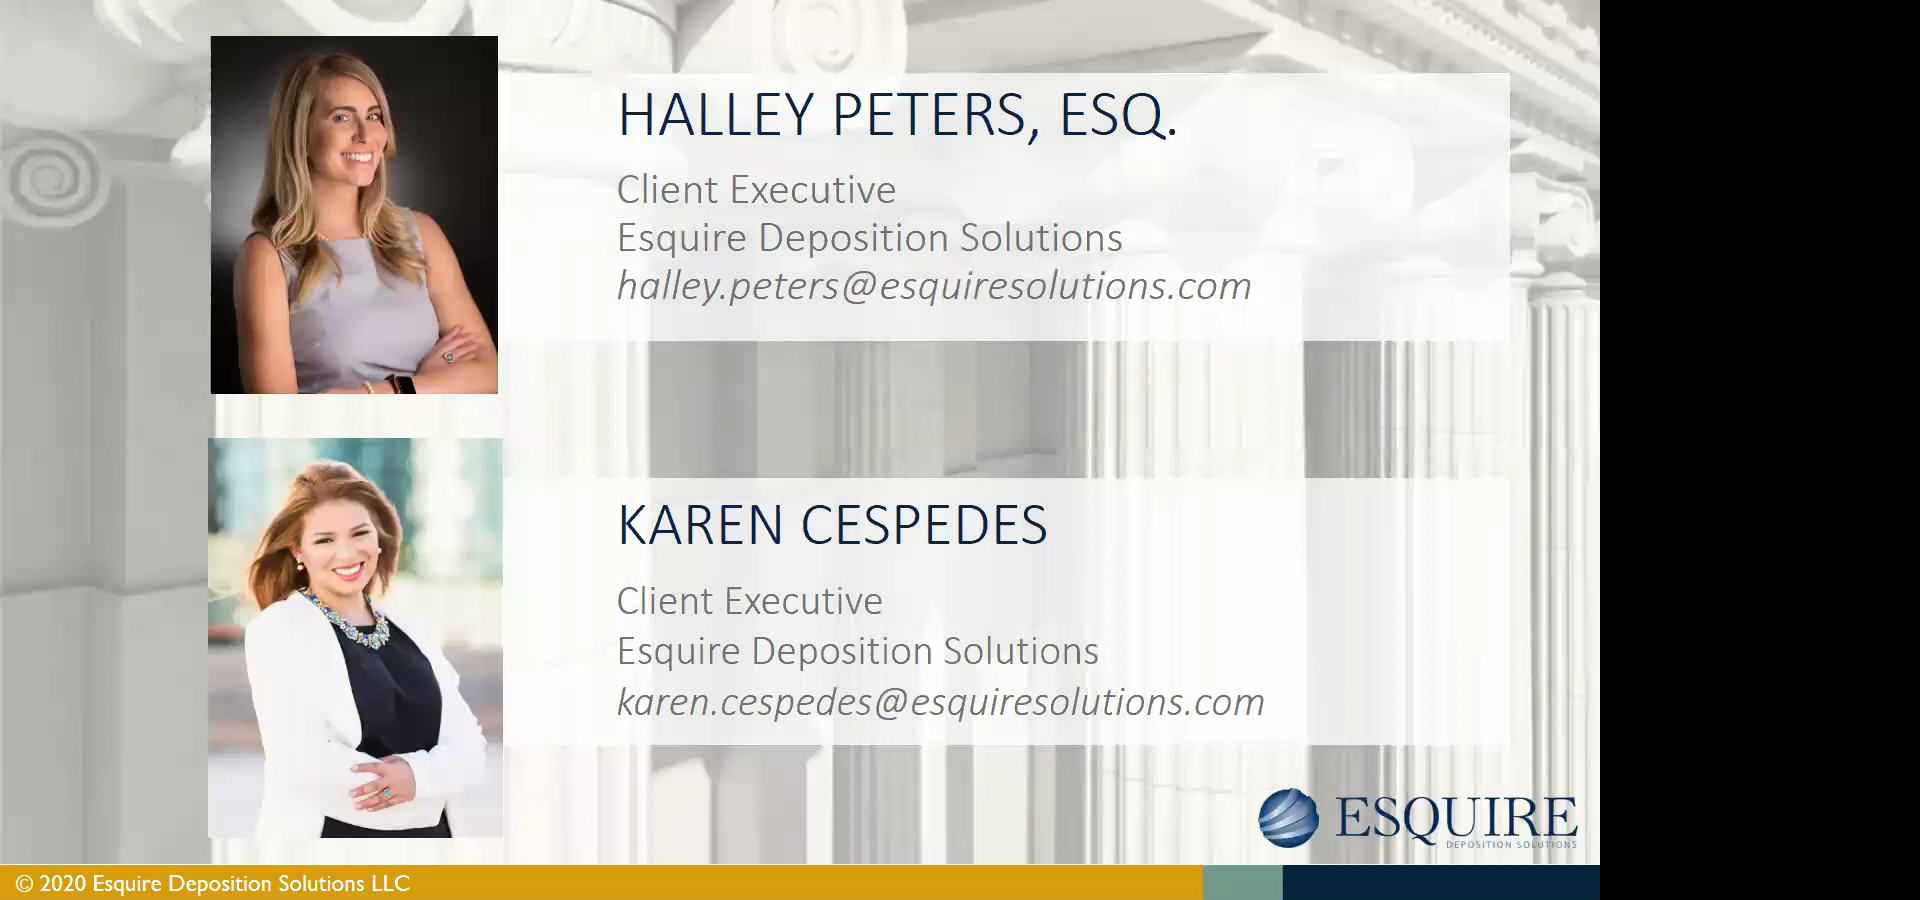 HALLEY PETERS, ESQ.
Client Executive
Esquire Deposition Solutions
halley.peters@esquiresolutions.com
KAREN CESPEDES
Client Executive
Esquire Deposition Solutions
karen.cespedes@esquiresolutions.com
ESQUIRE
DEPOSITION SOLUTIONS
© 2020 Esquire Deposition Solutions LLC